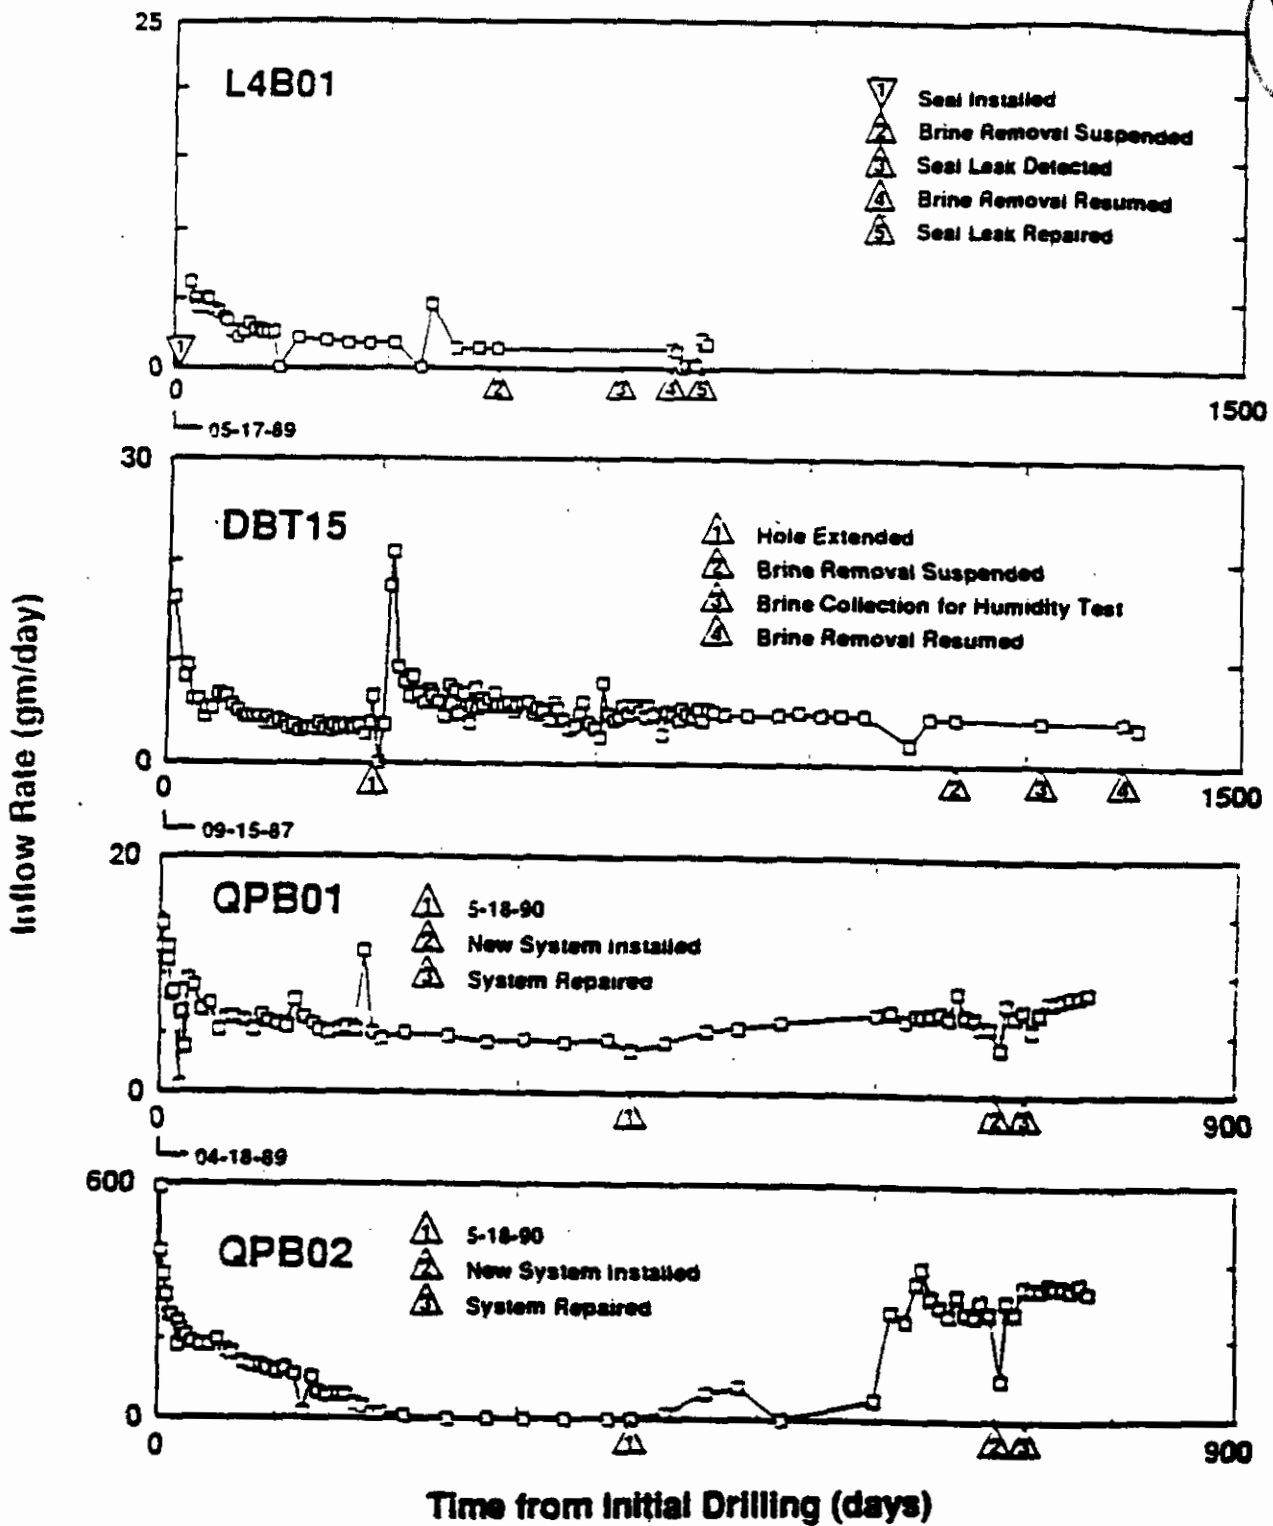 25
L4B01
1 Seal Installed
2 Brine Removal Suspended
3 Seal Leak Detected
4 Brine Removal Resumed
5 Seal Leak Repaired
1
0
0 2 3 4 5 1500
05-17-89
30
DBT15
1 Hole Extended
2 Brine Removal Suspended
3 Brine Collection for Humidity Test
4 Brine Removal Resumed
0
0 1 2 3 4 1500
09-15-87
Inflow Rate (gm/day)
20
QPB01
1 5-18-90
2 New System Installed
3 System Repaired
0
0 1 2 3 900
04-18-89
600
QPB02
1 5-18-90
2 New System Installed
3 System Repaired
0
0 1 2 3 900
Time from Initial Drilling (days)